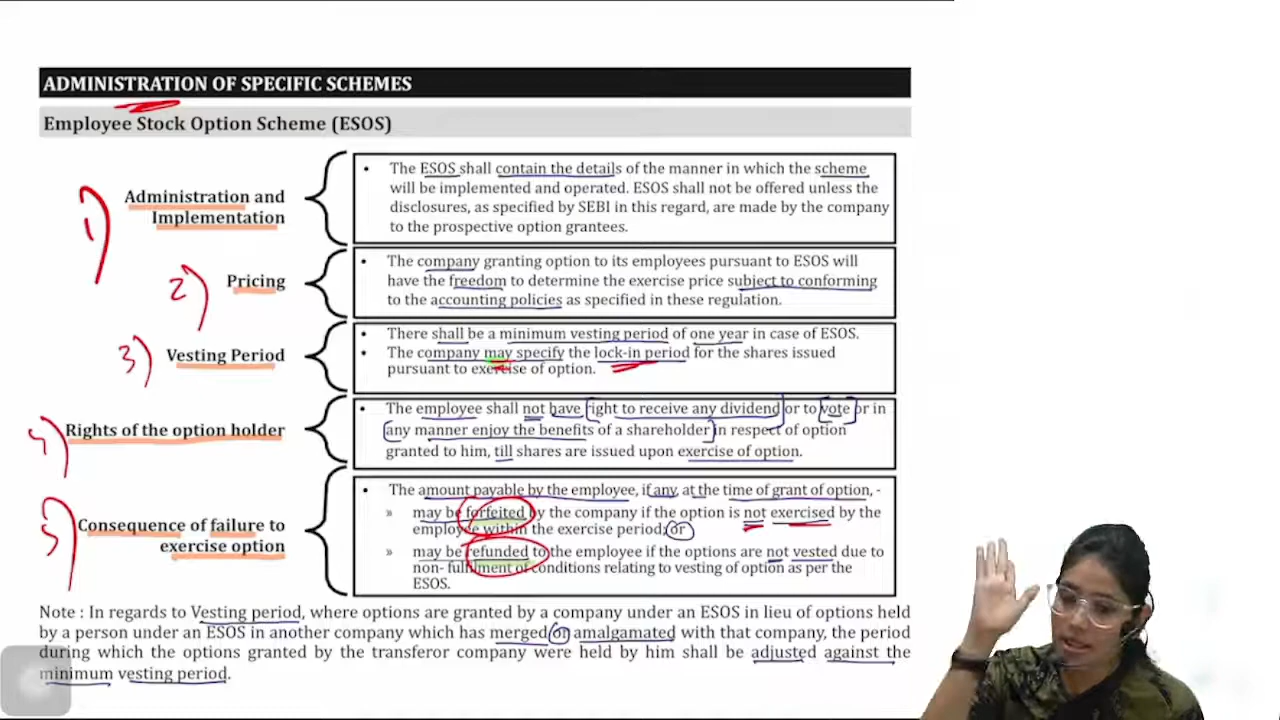 ADMINISTRATION OF SPECIFIC SCHEMES
Employee Stock Option Scheme (ESOS)
1)
Administration and
Implementation
• The ESOS shall contain the details of the manner in which the scheme
will be implemented and operated. ESOS shall not be offered unless the
disclosures, as specified by SEBI in this regard, are made by the company
to the prospective option grantees.
2)
Pricing
• The company granting option to its employees pursuant to ESOS will
have the freedom to determine the exercise price subject to conforming
to the accounting policies as specified in these regulation.
3)
Vesting Period
• There shall be a minimum vesting period of one year in case of ESOS.
• The company may specify the lock-in period for the shares issued
pursuant to exercise of option.
4)
Rights of the option holder
• The employee shall not have right to receive any dividend or to vote or in
any manner enjoy the benefits of a shareholder in respect of option
granted to him, till shares are issued upon exercise of option.
5)
Consequence of failure to
exercise option
• The amount payable by the employee, if any, at the time of grant of option, -
» may be forfeited by the company if the option is not exercised by the
employee within the exercise period; or
» may be refunded to the employee if the options are not vested due to
non- fulfilment of conditions relating to vesting of option as per the
ESOS.
Note : In regards to Vesting period, where options are granted by a company under an ESOS in lieu of options held
by a person under an ESOS in another company which has merged or amalgamated with that company, the period
during which the options granted by the transferor company were held by him shall be adjusted against the
minimum vesting period.